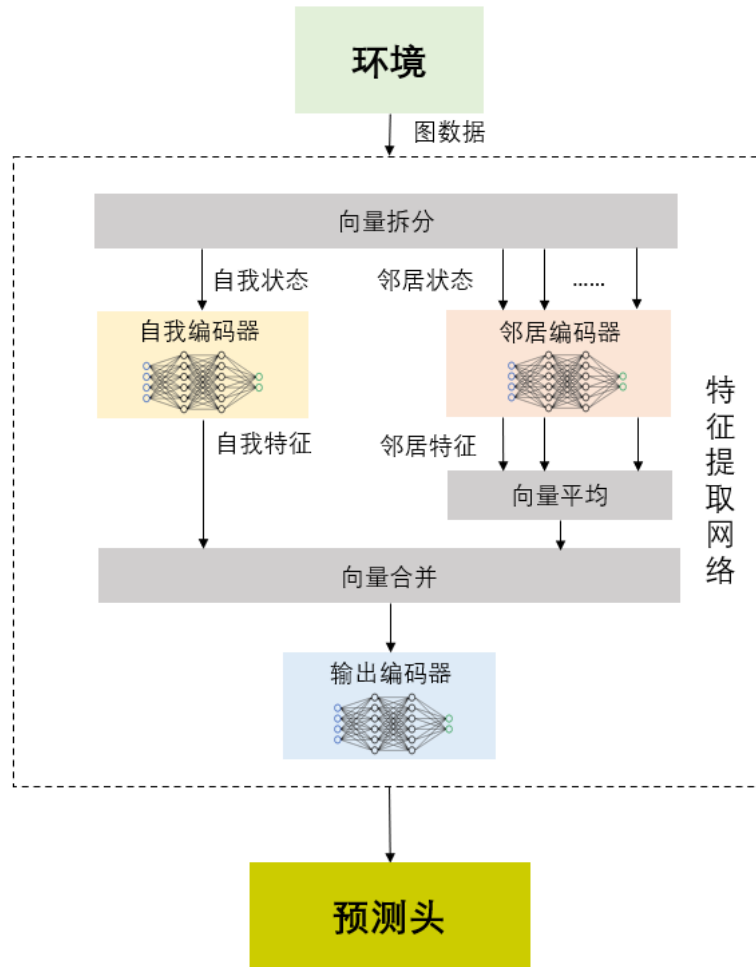 环境
图数据
向量拆分
自我状态
邻居状态
......
自我编码器
邻居编码器
自我特征
邻居特征
向量平均
向量合并
输出编码器
特征提取网络
预测头